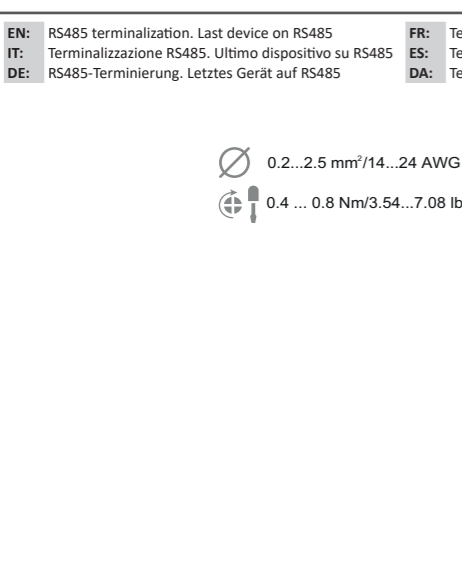 EN: RS485 terminalization. Last device on RS485 FR:
IT: Terminalizzazione RS485. Ultimo dispositivo su RS485 ES:
DE: RS485-Terminierung. Letztes Gerät auf RS485 DA:
0.2...2.5 mm²/14...24 AWG
0.4 ... 0.8 Nm/3.54...7.08 lb